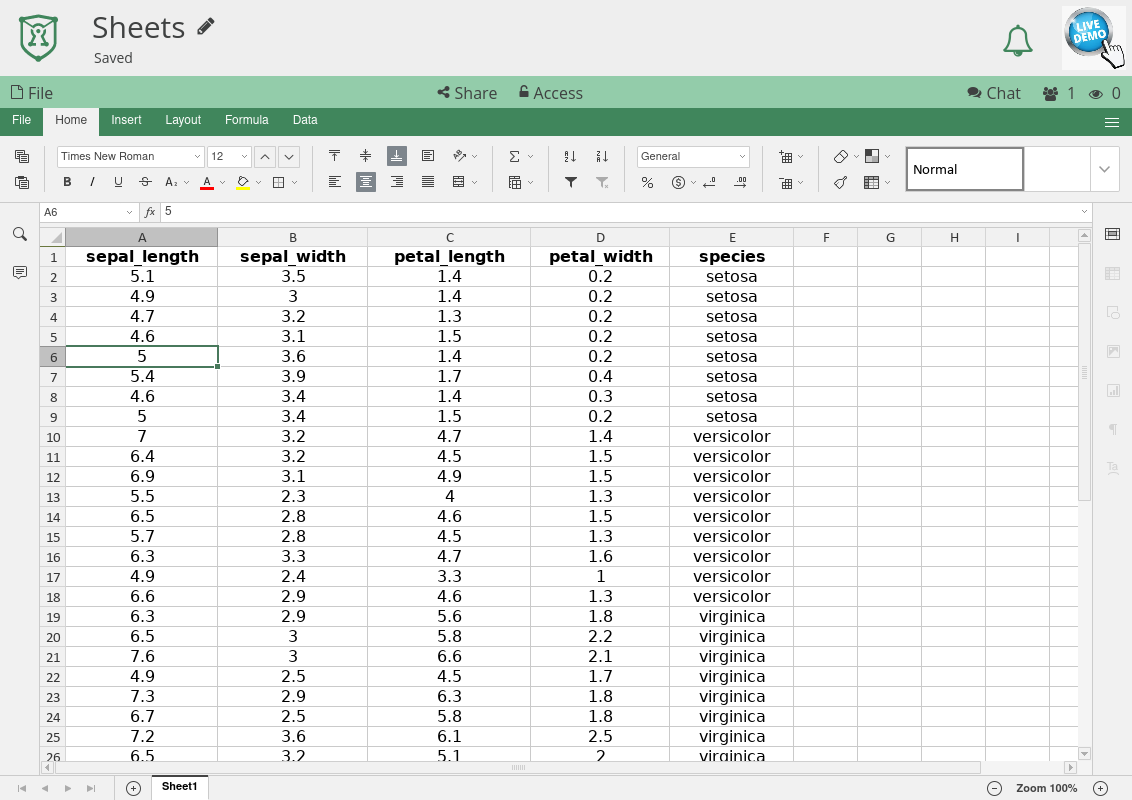 Sheets
Saved
LIVE DEMO
File
Share
Access
Chat
1
0
File Home Insert Layout Formula Data
Times New Roman 12 General
Normal
A6 fx 5
A B C D E F G H I
1 sepal_length sepal_width petal_length petal_width species
2 5.1 3.5 1.4 0.2 setosa
3 4.9 3 1.4 0.2 setosa
4 4.7 3.2 1.3 0.2 setosa
5 4.6 3.1 1.5 0.2 setosa
6 5 3.6 1.4 0.2 setosa
7 5.4 3.9 1.7 0.4 setosa
8 4.6 3.4 1.4 0.3 setosa
9 5 3.4 1.5 0.2 setosa
10 7 3.2 4.7 1.4 versicolor
11 6.4 3.2 4.5 1.5 versicolor
12 6.9 3.1 4.9 1.5 versicolor
13 5.5 2.3 4 1.3 versicolor
14 6.5 2.8 4.6 1.5 versicolor
15 5.7 2.8 4.5 1.3 versicolor
16 6.3 3.3 4.7 1.6 versicolor
17 4.9 2.4 3.3 1 versicolor
18 6.6 2.9 4.6 1.3 versicolor
19 6.3 2.9 5.6 1.8 virginica
20 6.5 3 5.8 2.2 virginica
21 7.6 3 6.6 2.1 virginica
22 4.9 2.5 4.5 1.7 virginica
23 7.3 2.9 6.3 1.8 virginica
24 6.7 2.5 5.8 1.8 virginica
25 7.2 3.6 6.1 2.5 virginica
26 6.5 3.2 5.1 2 virginica
Sheet1
Zoom 100%